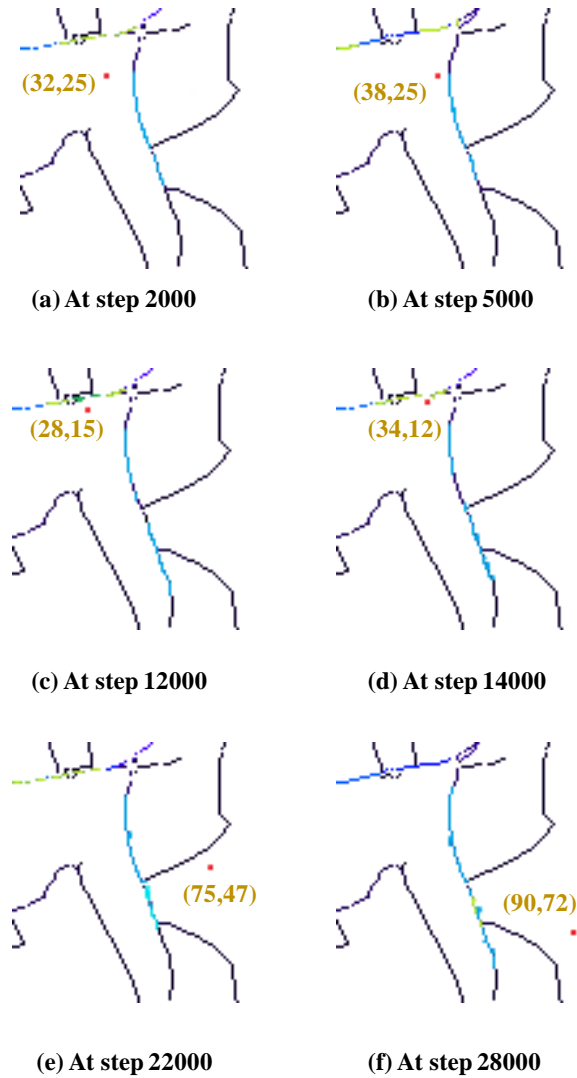 (32,25)
(38,25)
(a) At step 2000
(b) At step 5000
(28,15)
(34,12)
(c) At step 12000
(d) At step 14000
(75,47)
(90,72)
(e) At step 22000
(f) At step 28000